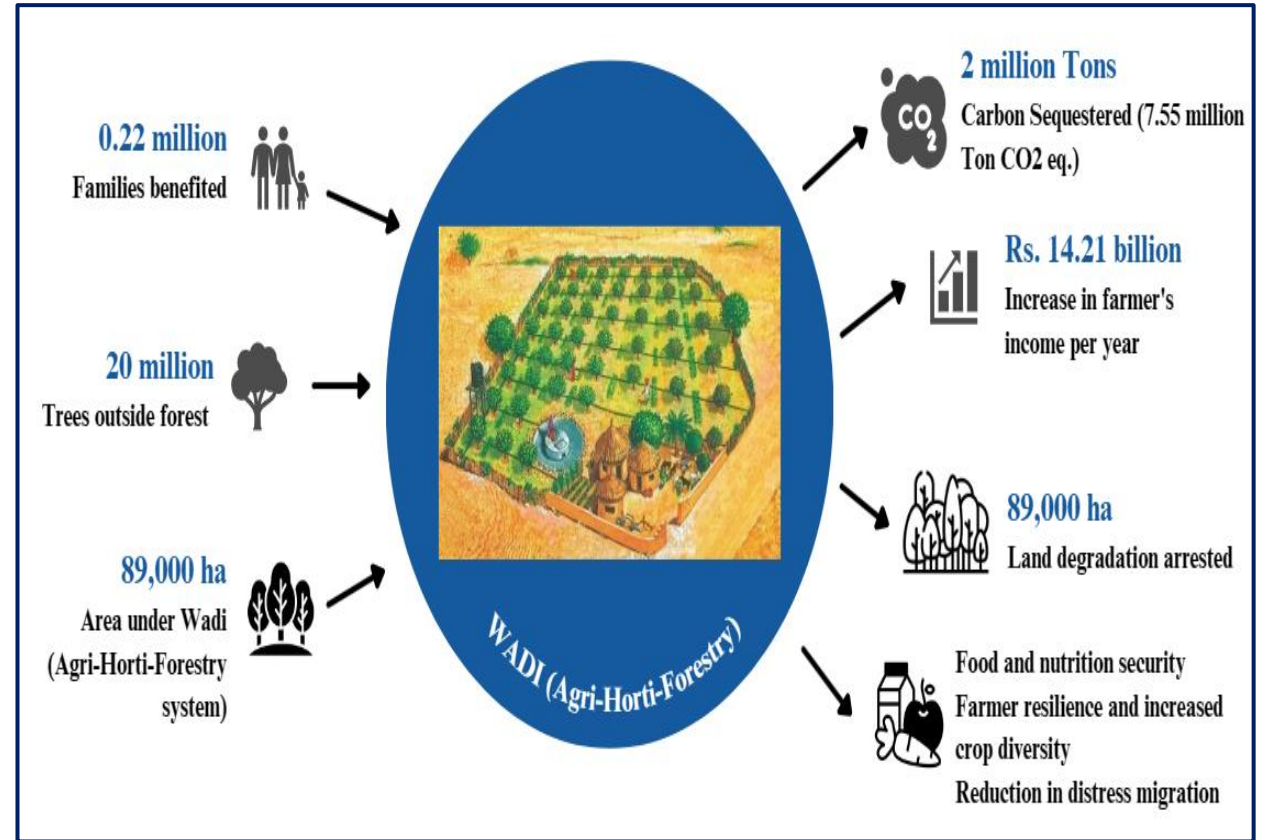 0.22 million
Families benefited
20 million
Trees outside forest
89,000 ha
Area under Wadi
(Agri-Horti-Forestry
system)
WADI (Agri-Horti-Forestry)
CO2
2 million Tons
Carbon Sequestered (7.55 million
Ton CO2 eq.)
Rs. 14.21 billion
Increase in farmer's
income per year
89,000 ha
Land degradation arrested
Food and nutrition security
Farmer resilience and increased
crop diversity
Reduction in distress migration